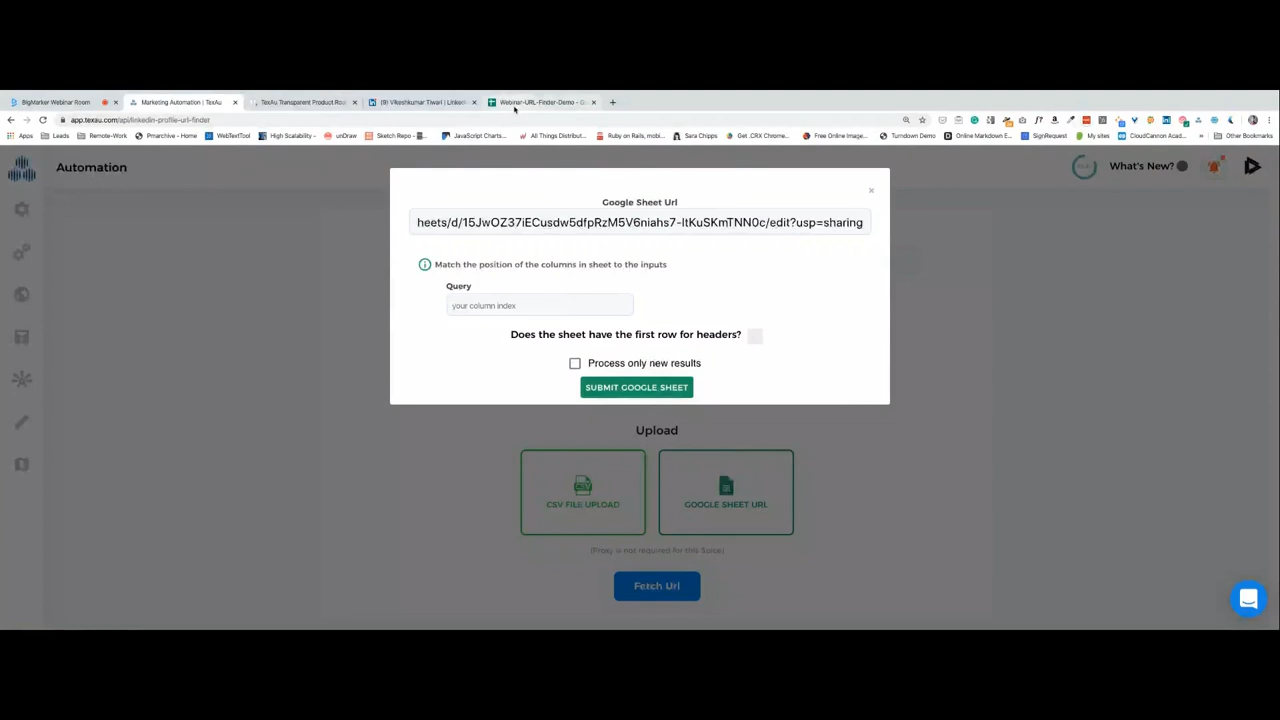 BigMarker Webinar Room
Marketing Automation | TexAu
TexAu Transparent Product Roa
(9) Vikeshkumar Tiwari | LinkedI
Webinar-URL-Finder-Demo - Go
app.texau.com/api/linkedin-profile-url-finder
Apps Leads Remote-Work Pmarchive - Home WebTextTool High Scalability - unDraw Sketch Repo - JavaScript Charts... All Things Distribut... Ruby on Rails, mobi... Sara Chipps Get .CRX Chrome... Free Online Image... Turndown Demo Online Markdown E... SignRequest My sites CloudCannon Acad... Other Bookmarks
Automation
What's New?
Google Sheet Url
heets/d/15JwOZ37iECusdw5dfpRzM5V6niahs7-ltKuSKmTNN0c/edit?usp=sharing
Match the position of the columns in sheet to the inputs
Query
your column index
Does the sheet have the first row for headers?
Process only new results
SUBMIT GOOGLE SHEET
Upload
CSV
CSV FILE UPLOAD
GOOGLE SHEET URL
(Proxy is not required for this Spice)
Fetch Url